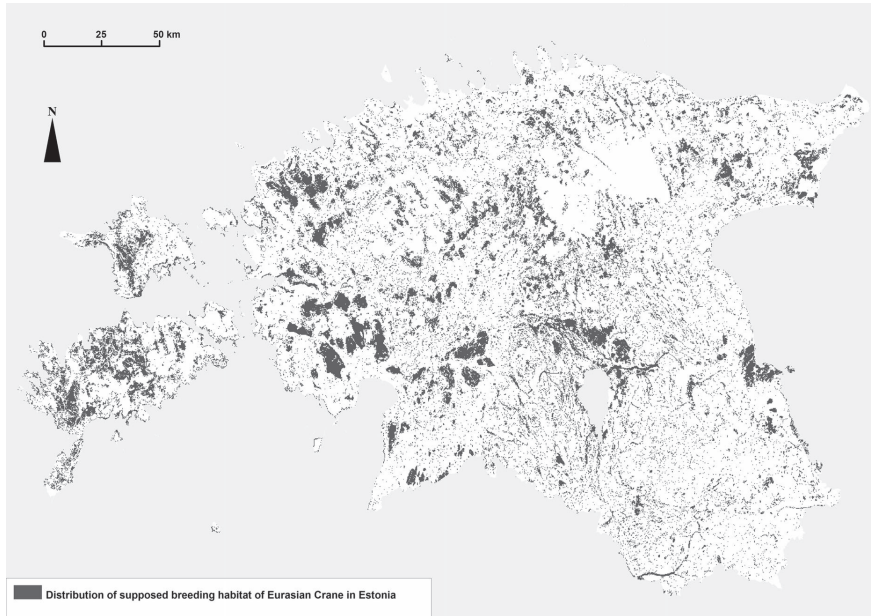 0 25 50 km
N
Distribution of supposed breeding habitat of Eurasian Crane in Estonia